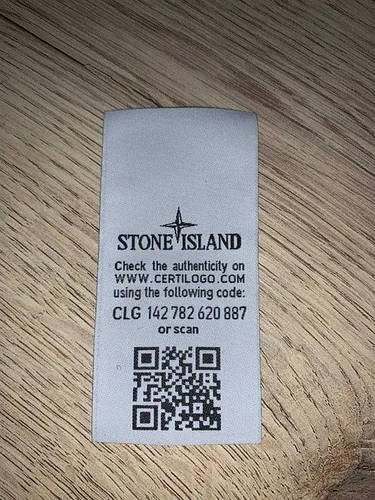 STONE ISLAND
Check the authenticity on
WWW.CERTILOGO.COM
using the following code:
CLG 142 782 620 887
or scan